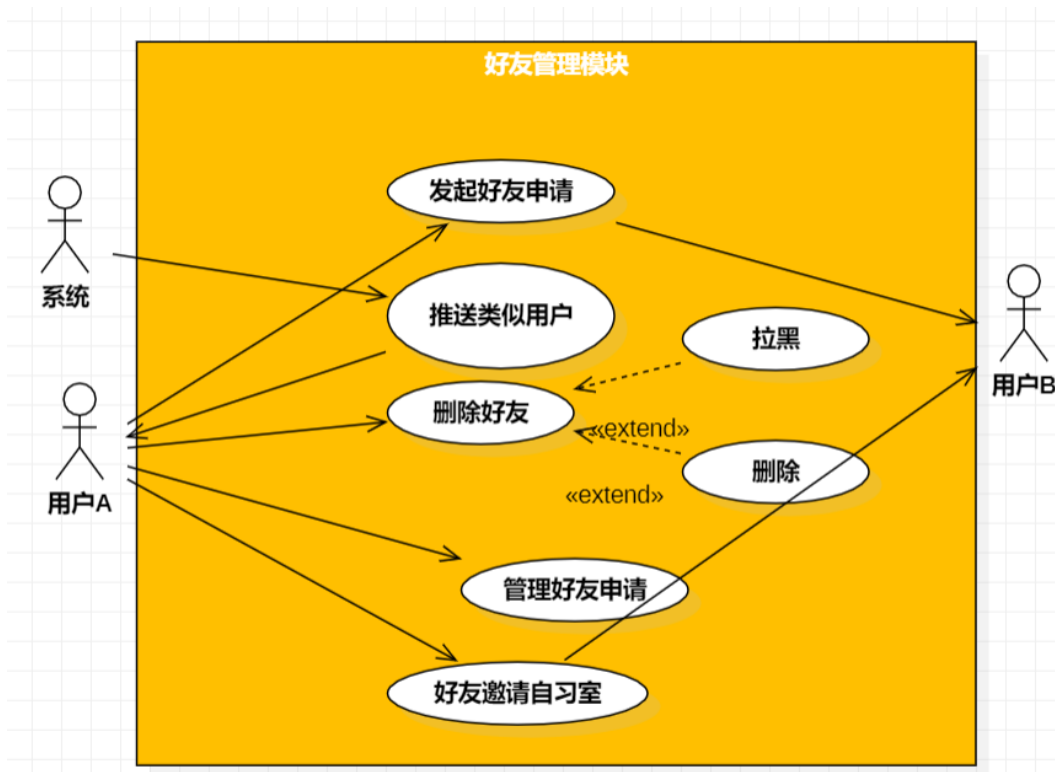 好友管理模块
发起好友申请
系统
推送类似用户
拉黑
用户B
删除好友
«extend»
用户A
删除
«extend»
管理好友申请
好友邀请自习室